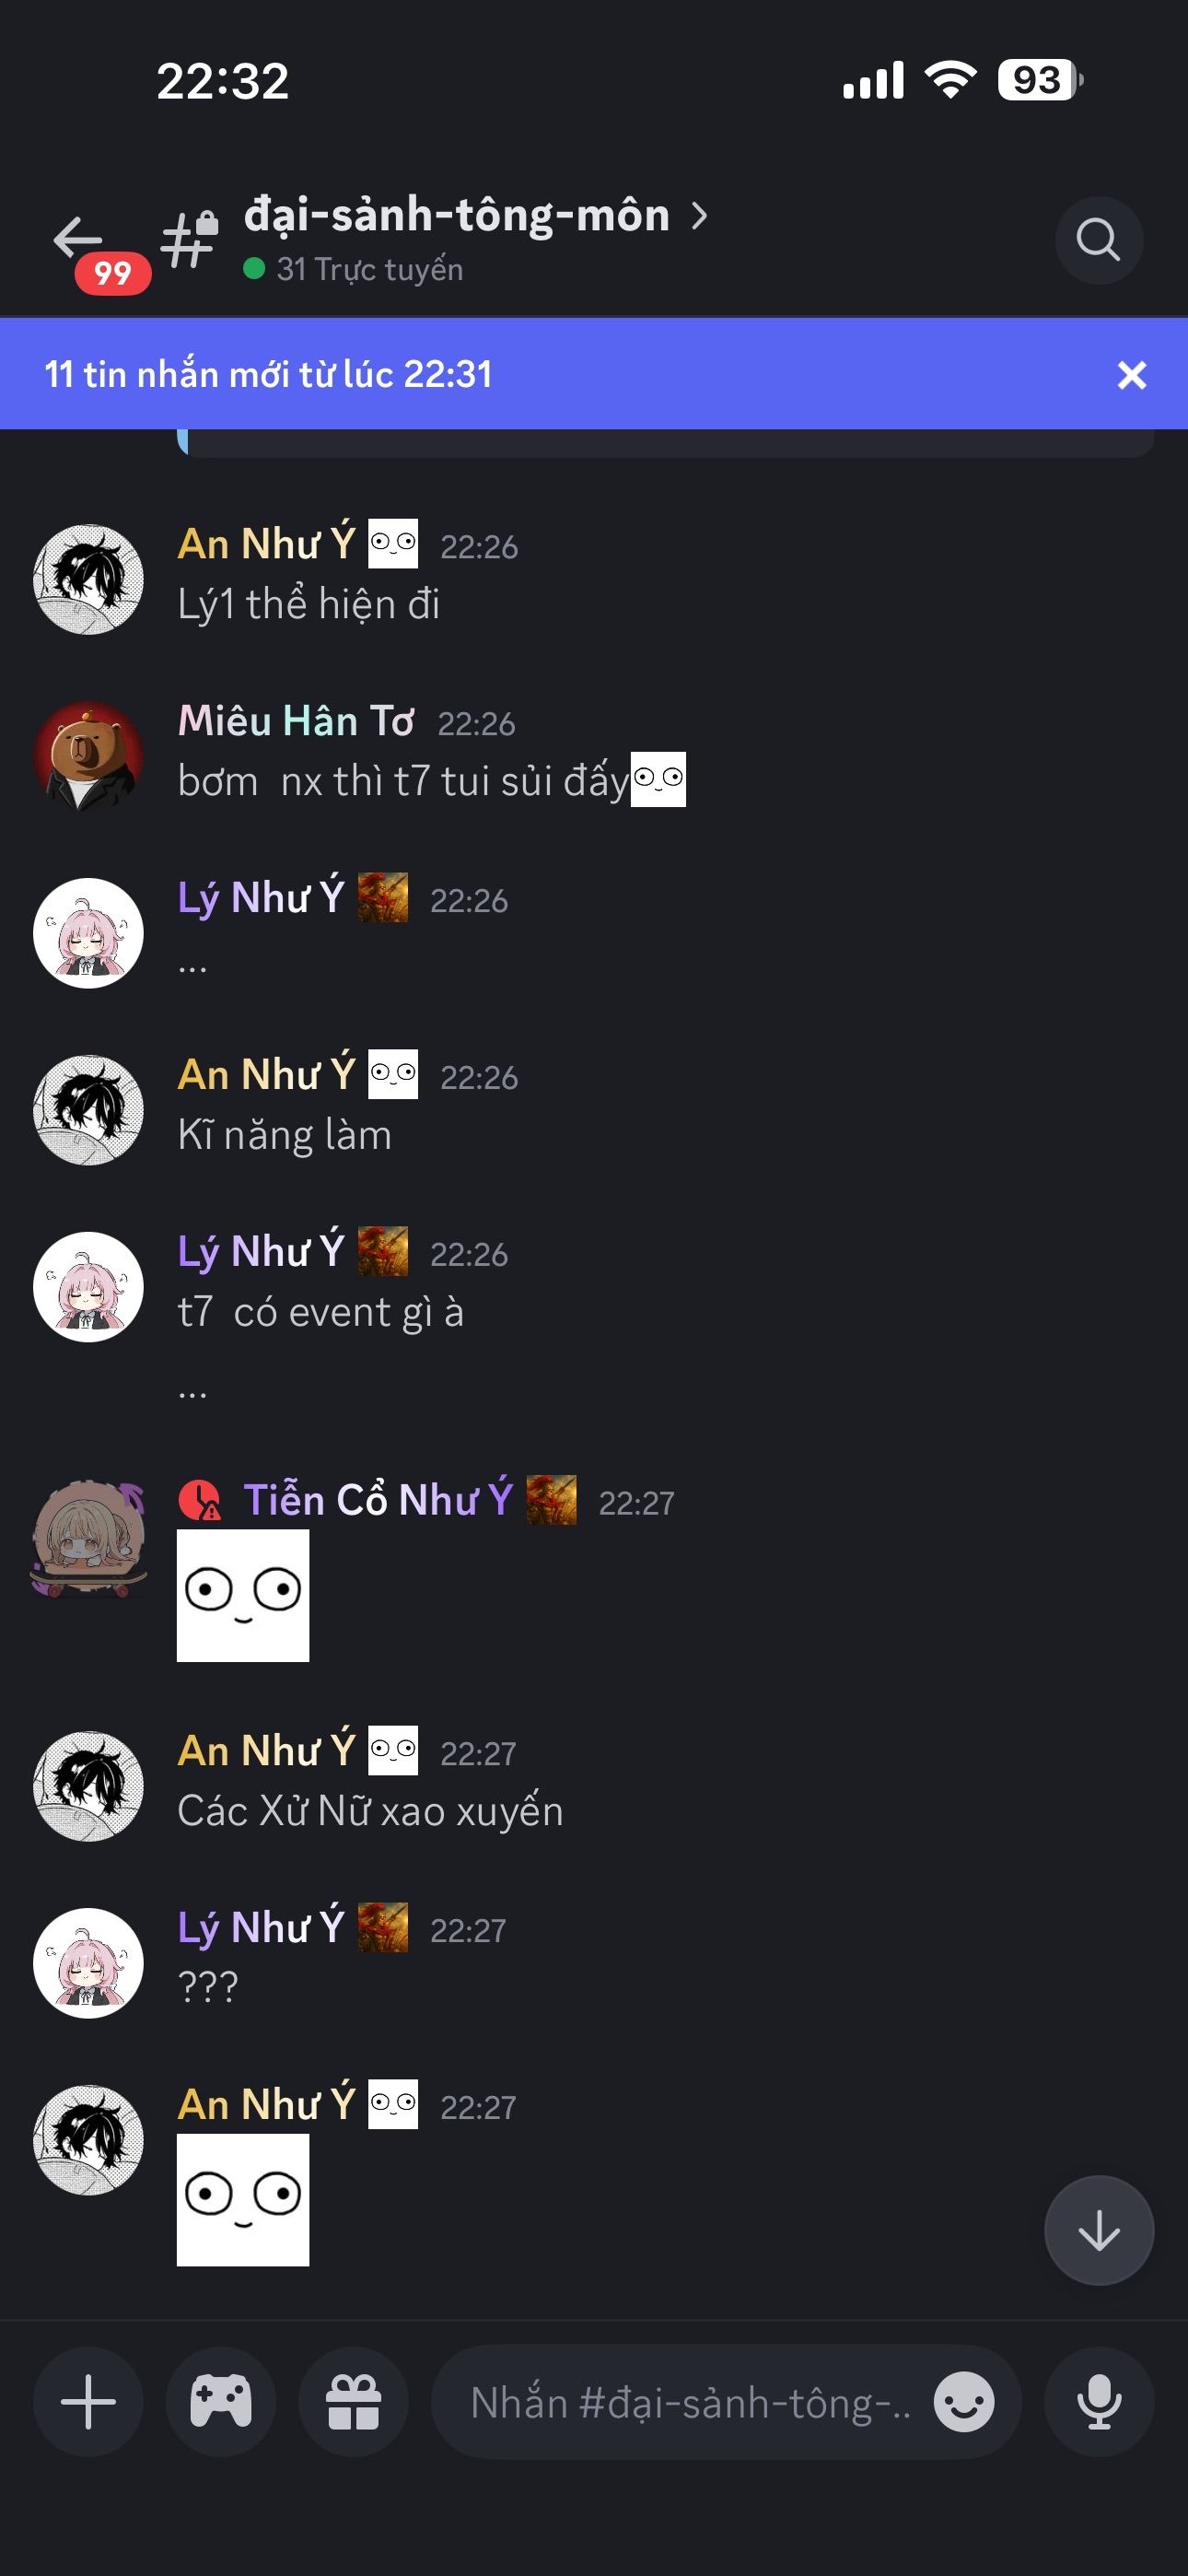 22:32
93
đại-sảnh-tông-môn
99
31 Trực tuyến
11 tin nhắn mới từ lúc 22:31
An Như Ý 22:26
Lý1 thể hiện đi
Miêu Hân Tơ 22:26
bơm  nx thì t7 tui sủi đấy
Lý Như Ý 22:26
...
An Như Ý 22:26
Kĩ năng làm
Lý Như Ý 22:26
t7  có event gì à
...
Tiễn Cổ Như Ý 22:27
An Như Ý 22:27
Các Xử Nữ xao xuyến
Lý Như Ý 22:27
???
An Như Ý 22:27
Nhắn #đại-sảnh-tông-..